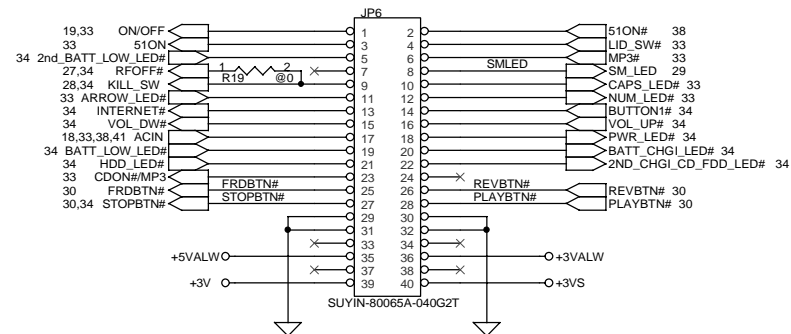 JP6
19,33 ON/OFF 1 2 51ON# 38
33 51ON 3 4 LID_SW# 33
34 2nd_BATT_LOW_LED# 5 6 MP3# 33
27,34 RFOFF# 1 2 7 8 SMLED SM_LED 29
R19 @0
28,34 KILL_SW 9 10 CAPS_LED# 33
33 ARROW_LED# 11 12 NUM_LED# 33
34 INTERNET# 13 14 BUTTON1# 34
34 VOL_DW# 15 16 VOL_UP# 34
18,33,38,41 ACIN 17 18 PWR_LED# 34
34 BATT_LOW_LED# 19 20 BATT_CHGI_LED# 34
34 HDD_LED# 21 22 2ND_CHGI_CD_FDD_LED# 34
33 CDON#/MP3 23 24
30 FRDBTN# FRDBTN# 25 26 REVBTN# REVBTN# 30
30,34 STOPBTN# STOPBTN# 27 28 PLAYBTN# PLAYBTN# 30
29 30
31 32
33 34
+5VALW 35 36 +3VALW
37 38
+3V 39 40 +3VS
SUYIN-80065A-040G2T